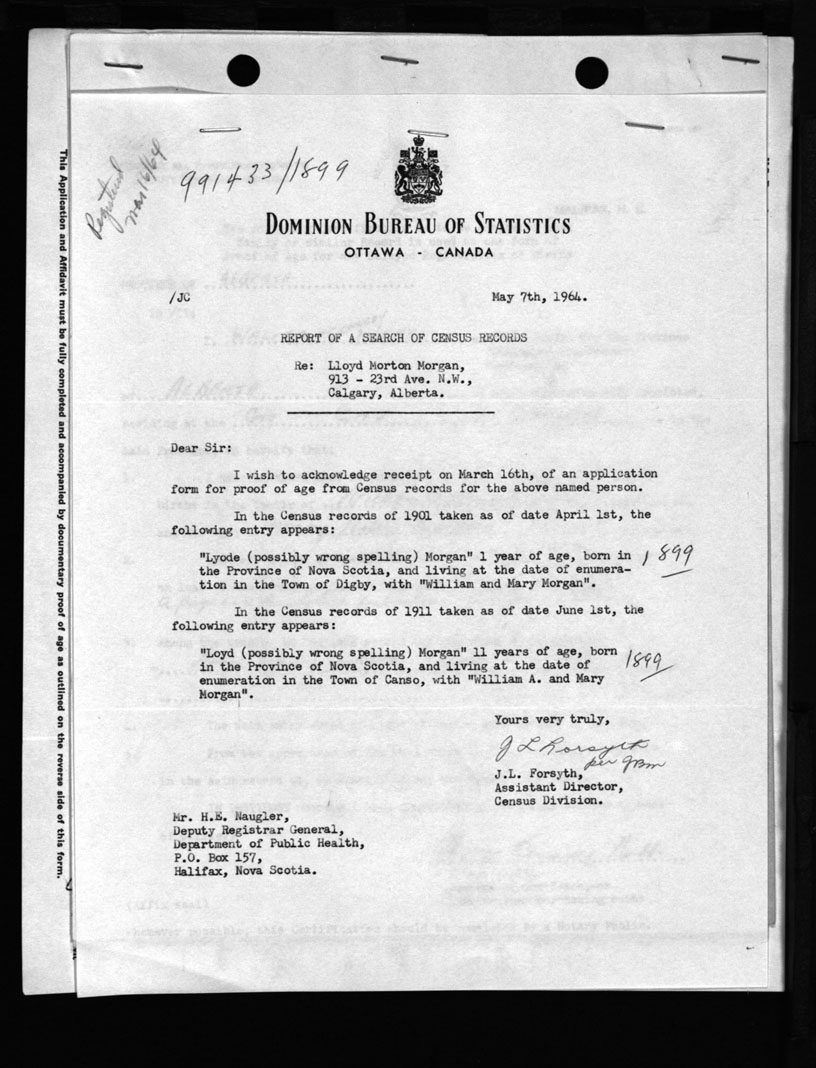 991433/1899
DOMINION BUREAU OF STATISTICS
OTTAWA - CANADA
/JC May 7th, 1964.
REPORT OF A SEARCH OF CENSUS RECORDS
Re: Lloyd Morton Morgan,
913 - 23rd Ave. N.W.,
Calgary, Alberta.
Dear Sir:
I wish to acknowledge receipt on March 16th, of an application
form for proof of age from Census records for the above named person.
In the Census records of 1901 taken as of date April 1st, the
following entry appears:
"Lyode (possibly wrong spelling) Morgan" 1 year of age, born in
the Province of Nova Scotia, and living at the date of enumera-
tion in the Town of Digby, with "William and Mary Morgan".
1899
In the Census records of 1911 taken as of date June 1st, the
following entry appears:
"Loyd (possibly wrong spelling) Morgan" 11 years of age, born
in the Province of Nova Scotia, and living at the date of
enumeration in the Town of Canso, with "William A. and Mary
Morgan".
1899
Yours very truly,
J L Forsyth
per
J.L. Forsyth,
Assistant Director,
Census Division.
Mr. H.E. Naugler,
Deputy Registrar General,
Department of Public Health,
P.O. Box 157,
Halifax, Nova Scotia.
This Application and Affidavit must be fully completed and accompanied by documentary proof of age as outlined on the reverse side of this form.